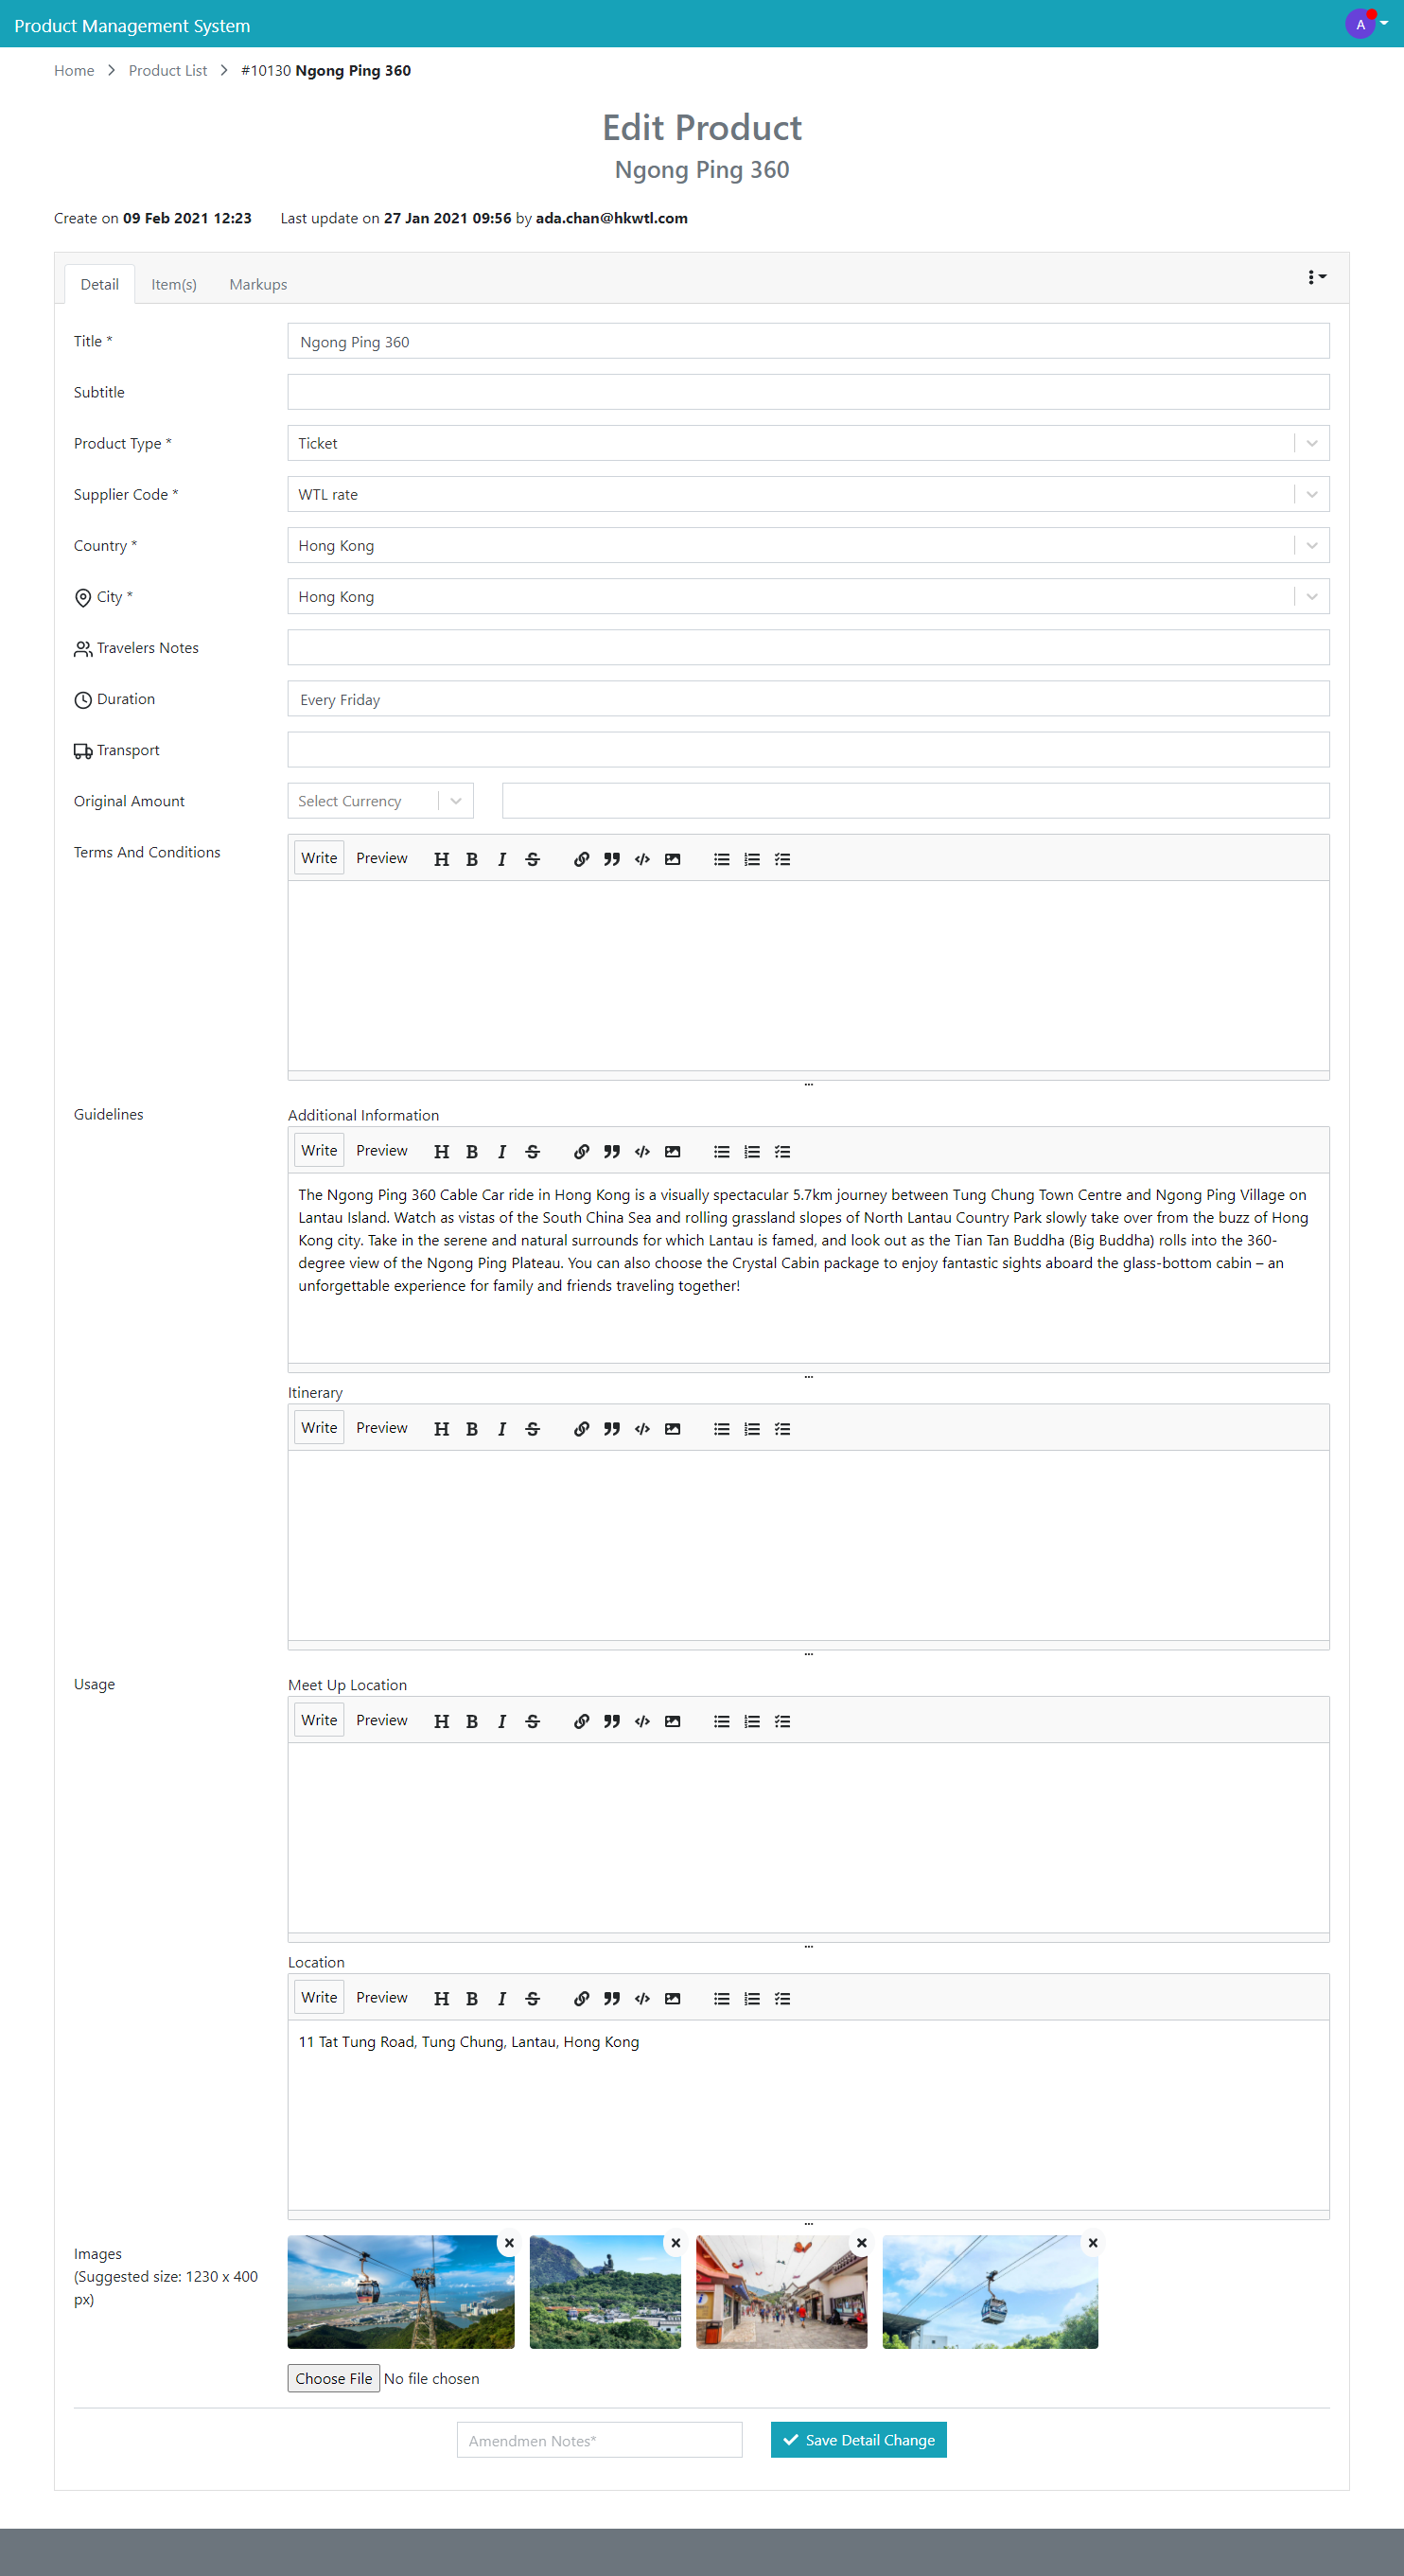 Product Management System
A
Home > Product List > #10130 Ngong Ping 360
Edit Product
Ngong Ping 360
Create on 09 Feb 2021 12:23 Last update on 27 Jan 2021 09:56 by ada.chan@hkwtl.com
Detail Item(s) Markups
Title * Ngong Ping 360
Subtitle
Product Type * Ticket
Supplier Code * WTL rate
Country * Hong Kong
City * Hong Kong
Travelers Notes
Duration Every Friday
Transport
Original Amount Select Currency
Terms And Conditions Write Preview H B I S
Guidelines Additional Information
Write Preview H B I S
The Ngong Ping 360 Cable Car ride in Hong Kong is a visually spectacular 5.7km journey between Tung Chung Town Centre and Ngong Ping Village on
Lantau Island. Watch as vistas of the South China Sea and rolling grassland slopes of North Lantau Country Park slowly take over from the buzz of Hong
Kong city. Take in the serene and natural surrounds for which Lantau is famed, and look out as the Tian Tan Buddha (Big Buddha) rolls into the 360-
degree view of the Ngong Ping Plateau. You can also choose the Crystal Cabin package to enjoy fantastic sights aboard the glass-bottom cabin – an
unforgettable experience for family and friends traveling together!
Itinerary
Write Preview H B I S
Usage Meet Up Location
Write Preview H B I S
Location
Write Preview H B I S
11 Tat Tung Road, Tung Chung, Lantau, Hong Kong
Images
(Suggested size: 1230 x 400
px)
Choose File No file chosen
Amendmen Notes* Save Detail Change